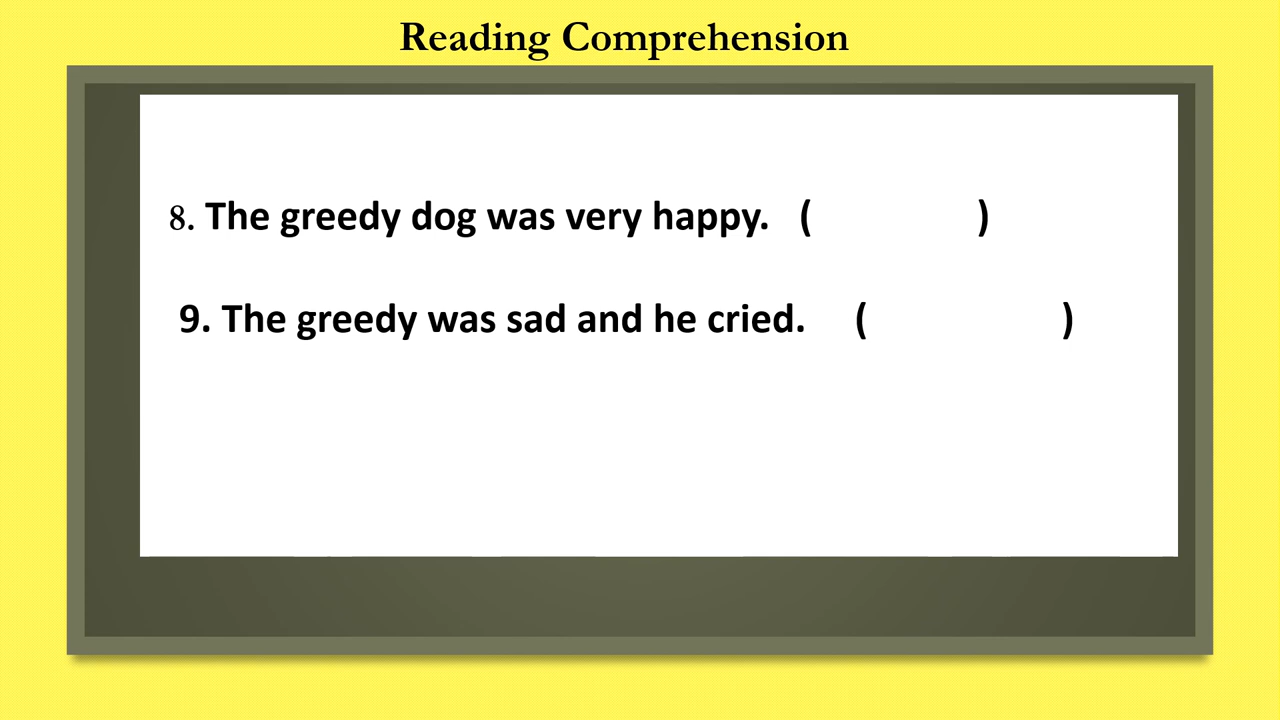 Reading Comprehension
8. The greedy dog was very happy. ( )
9. The greedy was sad and he cried. ( )